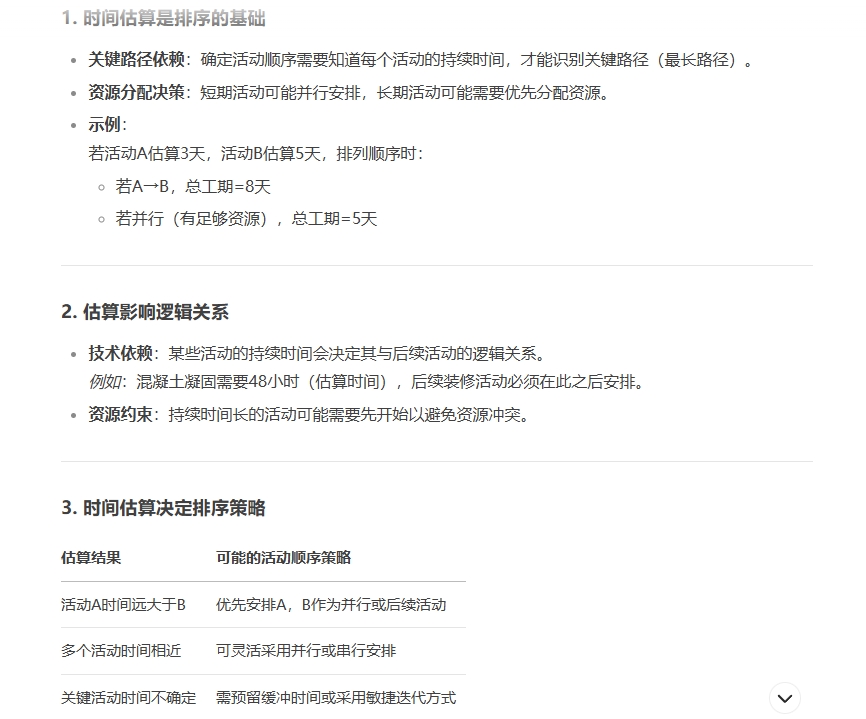 1. 时间估算是排序的基础
关键路径依赖：确定活动顺序需要知道每个活动的持续时间，才能识别关键路径（最长路径）。
资源分配决策：短期活动可能并行安排，长期活动可能需要优先分配资源。
示例：
若活动A估算3天，活动B估算5天，排列顺序时：
若A→B，总工期=8天
若并行（有足够资源），总工期=5天
2. 估算影响逻辑关系
技术依赖：某些活动的持续时间会决定其与后续活动的逻辑关系。
例如：混凝土凝固需要48小时（估算时间），后续装修活动必须在此之后安排。
资源约束：持续时间长的活动可能需要先开始以避免资源冲突。
3. 时间估算决定排序策略
估算结果 可能的活动顺序策略
活动A时间远大于B 优先安排A，B作为并行或后续活动
多个活动时间相近 可灵活采用并行或串行安排
关键活动时间不确定 需预留缓冲时间或采用敏捷迭代方式